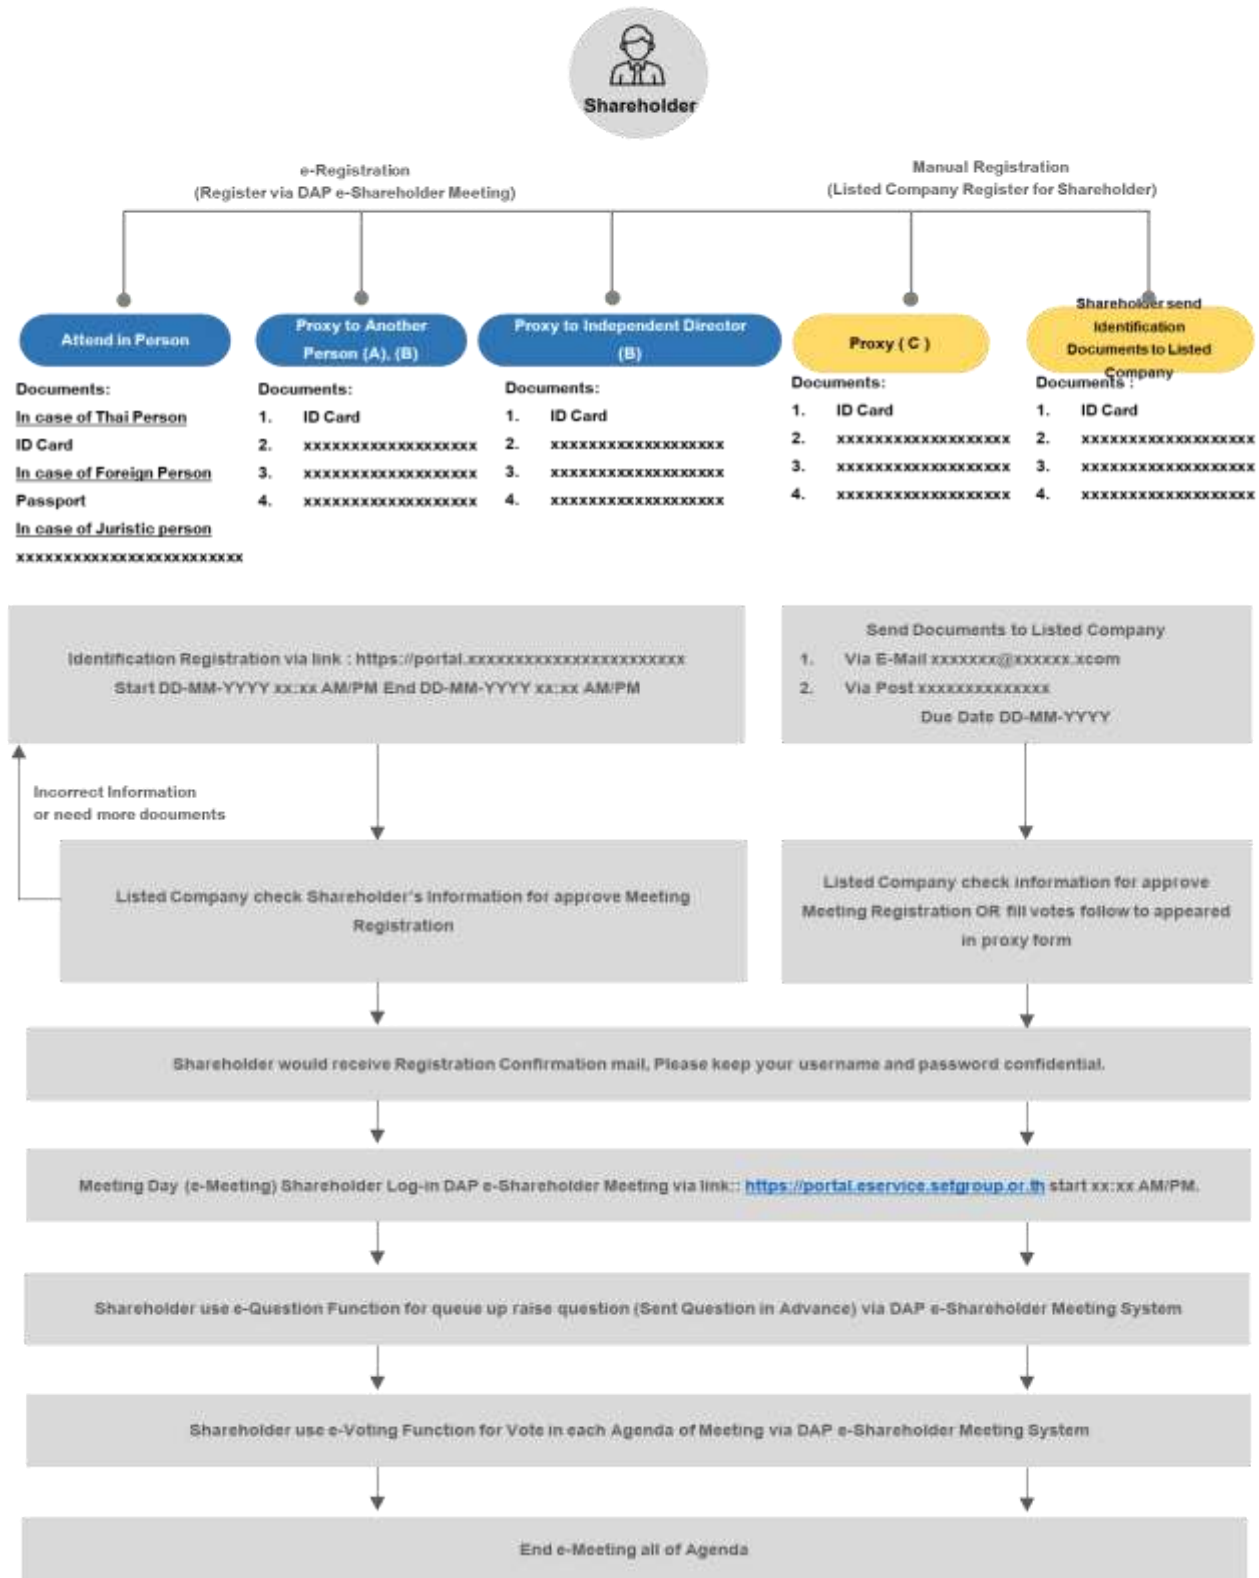 Shareholder
e-Registration
(Register via DAP e-Shareholder Meeting)
Manual Registration
(Listed Company Register for Shareholder)
Attend in Person
Documents:
In case of Thai Person
ID Card
In case of Foreign Person
Passport
In case of Juristic person
xxxxxxxxxxxxxxxxxxxxxxxx
Proxy to Another
Person (A), (B)
Documents:
1. ID Card
2. xxxxxxxxxxxxxxxxxxx
3. xxxxxxxxxxxxxxxxxxx
4. xxxxxxxxxxxxxxxxxxx
Proxy to Independent Director
(B)
Documents:
1. ID Card
2. xxxxxxxxxxxxxxxxxxx
3. xxxxxxxxxxxxxxxxxxx
4. xxxxxxxxxxxxxxxxxxx
Proxy ( C )
Documents:
1. ID Card
2. xxxxxxxxxxxxxxxxxxx
3. xxxxxxxxxxxxxxxxxxx
4. xxxxxxxxxxxxxxxxxxx
Shareholder send
Identification
Documents to Listed
Company
Documents :
1. ID Card
2. xxxxxxxxxxxxxxxxxxx
3. xxxxxxxxxxxxxxxxxxx
4. xxxxxxxxxxxxxxxxxxx
Identification Registration via link : https://portal.xxxxxxxxxxxxxxxxxxxxxxx
Start DD-MM-YYYY xx:xx AM/PM End DD-MM-YYYY xx:xx AM/PM
Send Documents to Listed Company
1. Via E-Mail xxxxxxx@xxxxxx.xcom
2. Via Post xxxxxxxxxxxxxx
Due Date DD-MM-YYYY
Incorrect Information
or need more documents
Listed Company check Shareholder's Information for approve Meeting
Registration
Listed Company check information for approve
Meeting Registration OR fill votes follow to appeared
in proxy form
Shareholder would receive Registration Confirmation mail, Please keep your username and password confidential.
Meeting Day (e-Meeting) Shareholder Log-in DAP e-Shareholder Meeting via link:: https://portal.eservice.setgroup.or.th start xx:xx AM/PM.
Shareholder use e-Question Function for queue up raise question (Sent Question in Advance) via DAP e-Shareholder Meeting System
Shareholder use e-Voting Function for Vote in each Agenda of Meeting via DAP e-Shareholder Meeting System
End e-Meeting all of Agenda